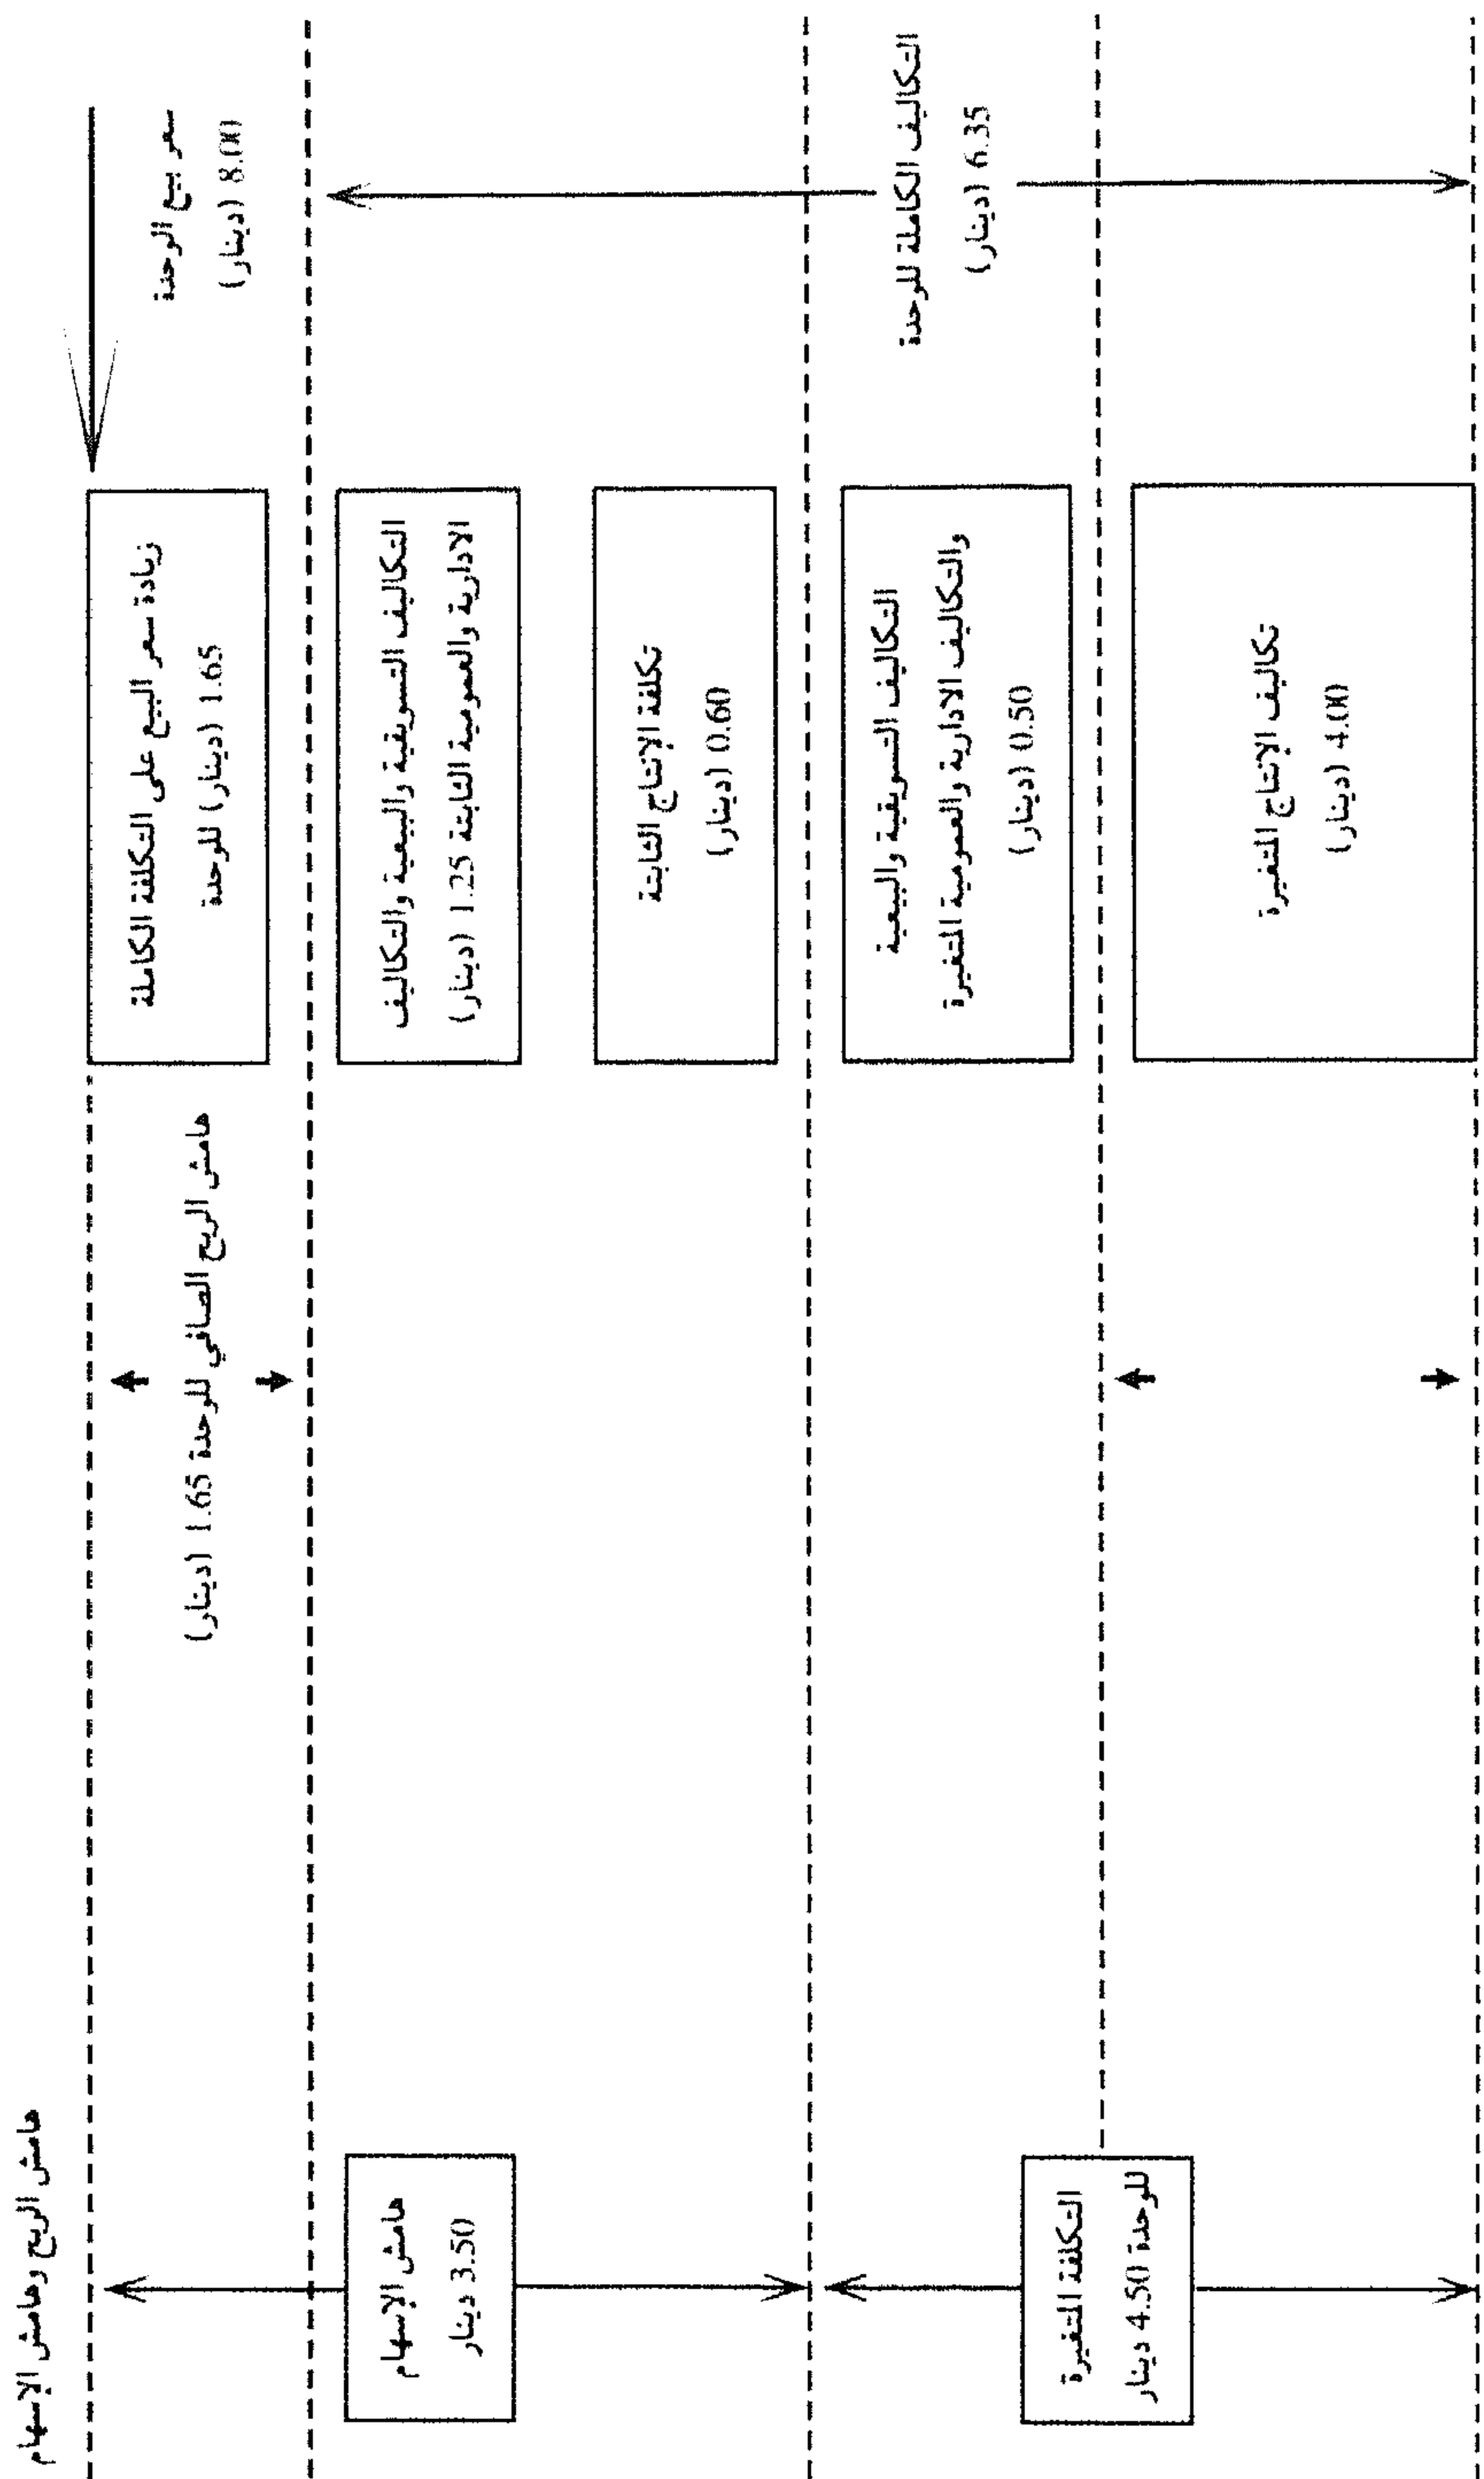 هامش الربح وهامش الإسهام
سعر بيع الوحدة
8.00 (دينار)
زيادة سعر البيع على التكلفة الكاملة
1.65 (دينار) للوحدة
هامش الربح الصافي للوحدة 1.65 (دينار)
التكاليف التسويقية والبيعية والتكاليف
الادارية والعمومية الثابتة 1.25 (دينار)
هامش الإسهام
3.50 دينار
تكلفة الإنتاج الثابتة
0.60 (دينار)
التكاليف الكاملة للوحدة
6.35 (دينار)
التكاليف التسويقية والبيعية
والتكاليف الادارية والعمومية المتغيرة
0.50 (دينار)
التكلفة المتغيرة
للوحدة 4.50 دينار
تكاليف الإنتاج المتغيرة
4.00 (دينار)